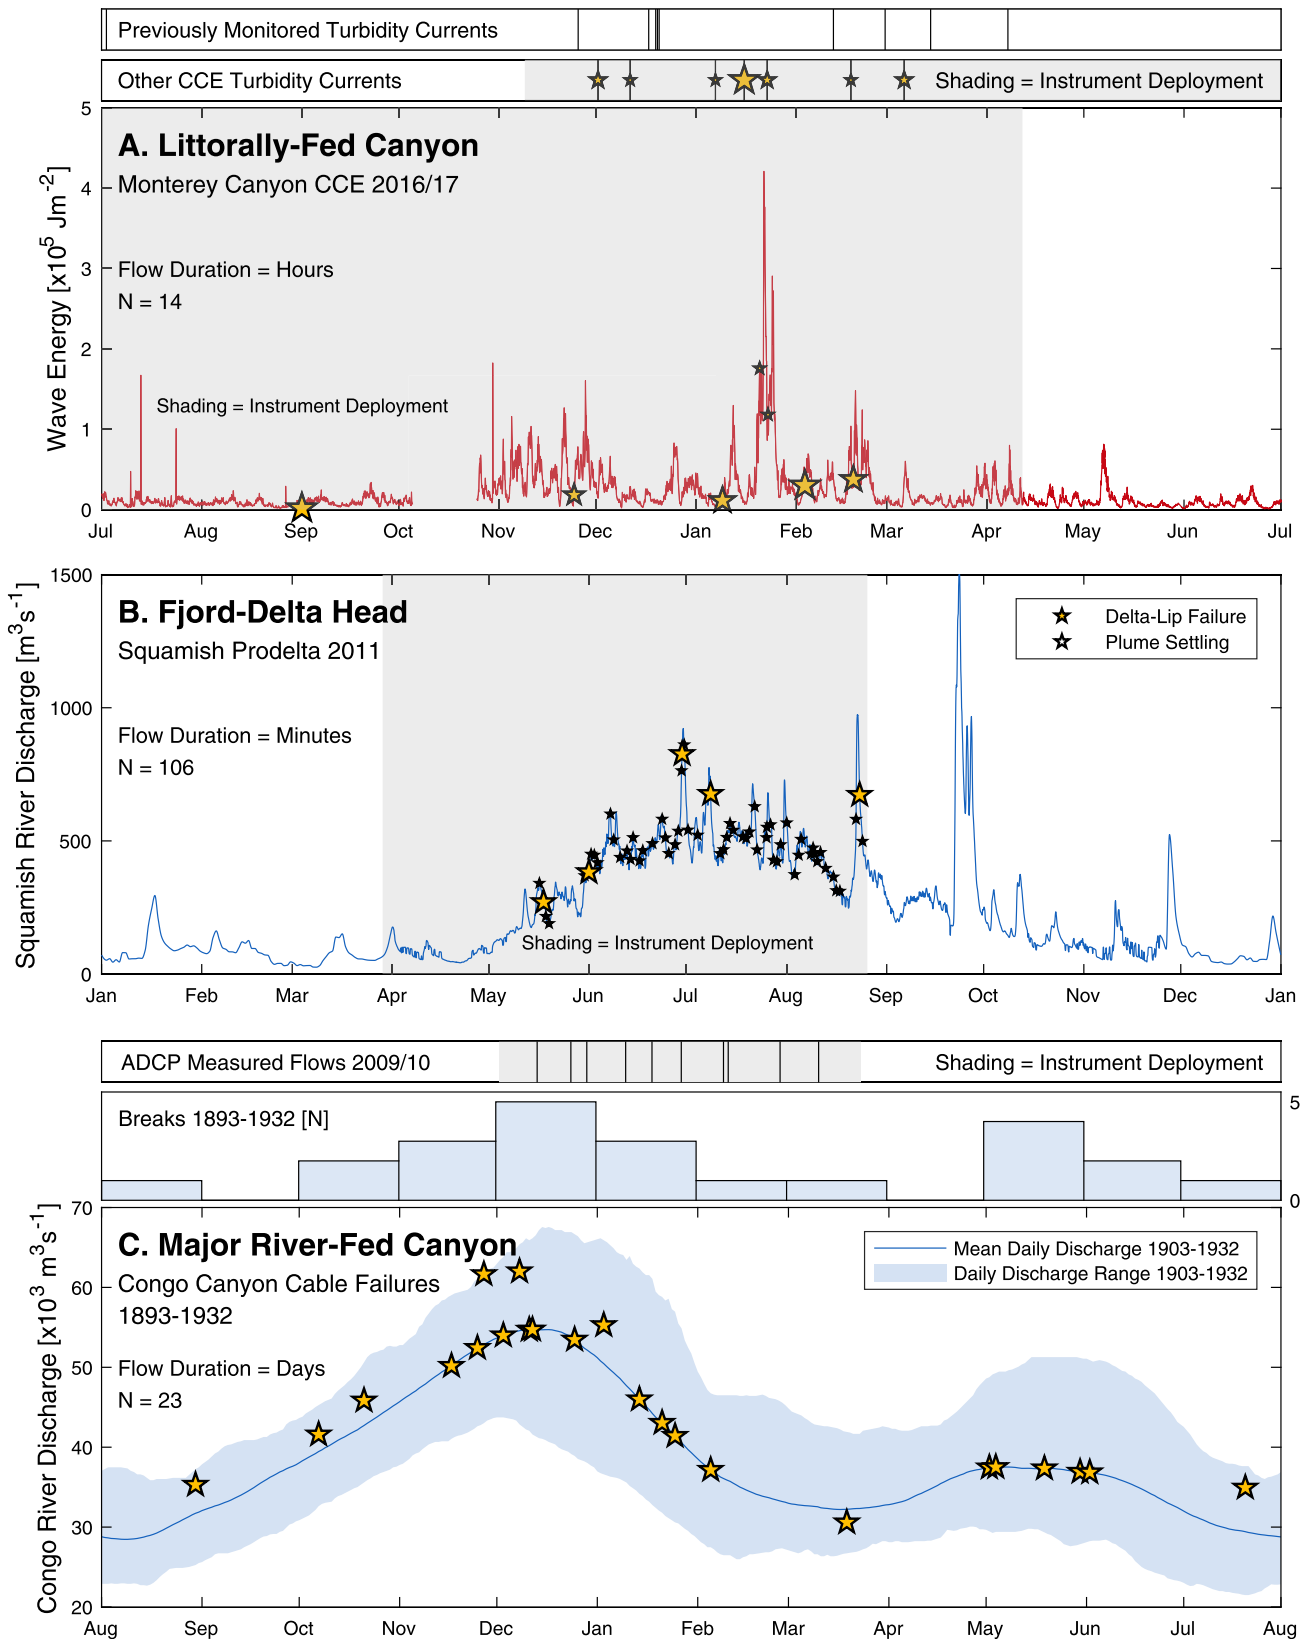 Previously Monitored Turbidity Currents
Other CCE Turbidity Currents
Shading = Instrument Deployment
5
4
3
2
1
0
Wave Energy [x10^5 Jm^-2]
A. Littorally-Fed Canyon
Monterey Canyon CCE 2016/17
Flow Duration = Hours
N = 14
Shading = Instrument Deployment
Jul Aug Sep Oct Nov Dec Jan Feb Mar Apr May Jun Jul
1500
1000
500
0
Squamish River Discharge [m^3s^-1]
B. Fjord-Delta Head
Squamish Prodelta 2011
Flow Duration = Minutes
N = 106
Delta-Lip Failure
Plume Settling
Shading = Instrument Deployment
Jan Feb Mar Apr May Jun Jul Aug Sep Oct Nov Dec Jan
ADCP Measured Flows 2009/10
Shading = Instrument Deployment
Breaks 1893-1932 [N]
5
0
70
60
50
40
30
20
Congo River Discharge [x10^3 m^3s^-1]
C. Major River-Fed Canyon
Congo Canyon Cable Failures
1893-1932
Flow Duration = Days
N = 23
Mean Daily Discharge 1903-1932
Daily Discharge Range 1903-1932
Aug Sep Oct Nov Dec Jan Feb Mar Apr May Jun Jul Aug